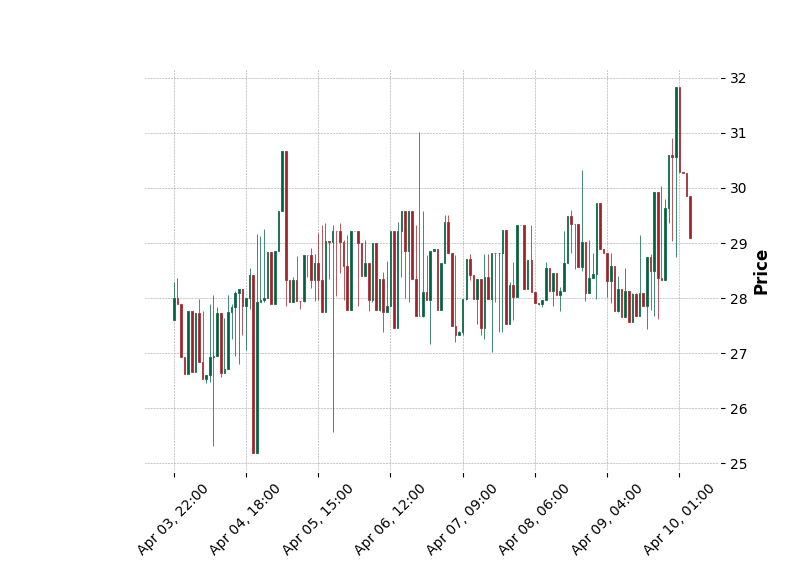 32
31
30
29
28
27
26
25
Price
Apr 03, 22:00
Apr 04, 18:00
Apr 05, 15:00
Apr 06, 12:00
Apr 07, 09:00
Apr 08, 06:00
Apr 09, 04:00
Apr 10, 01:00